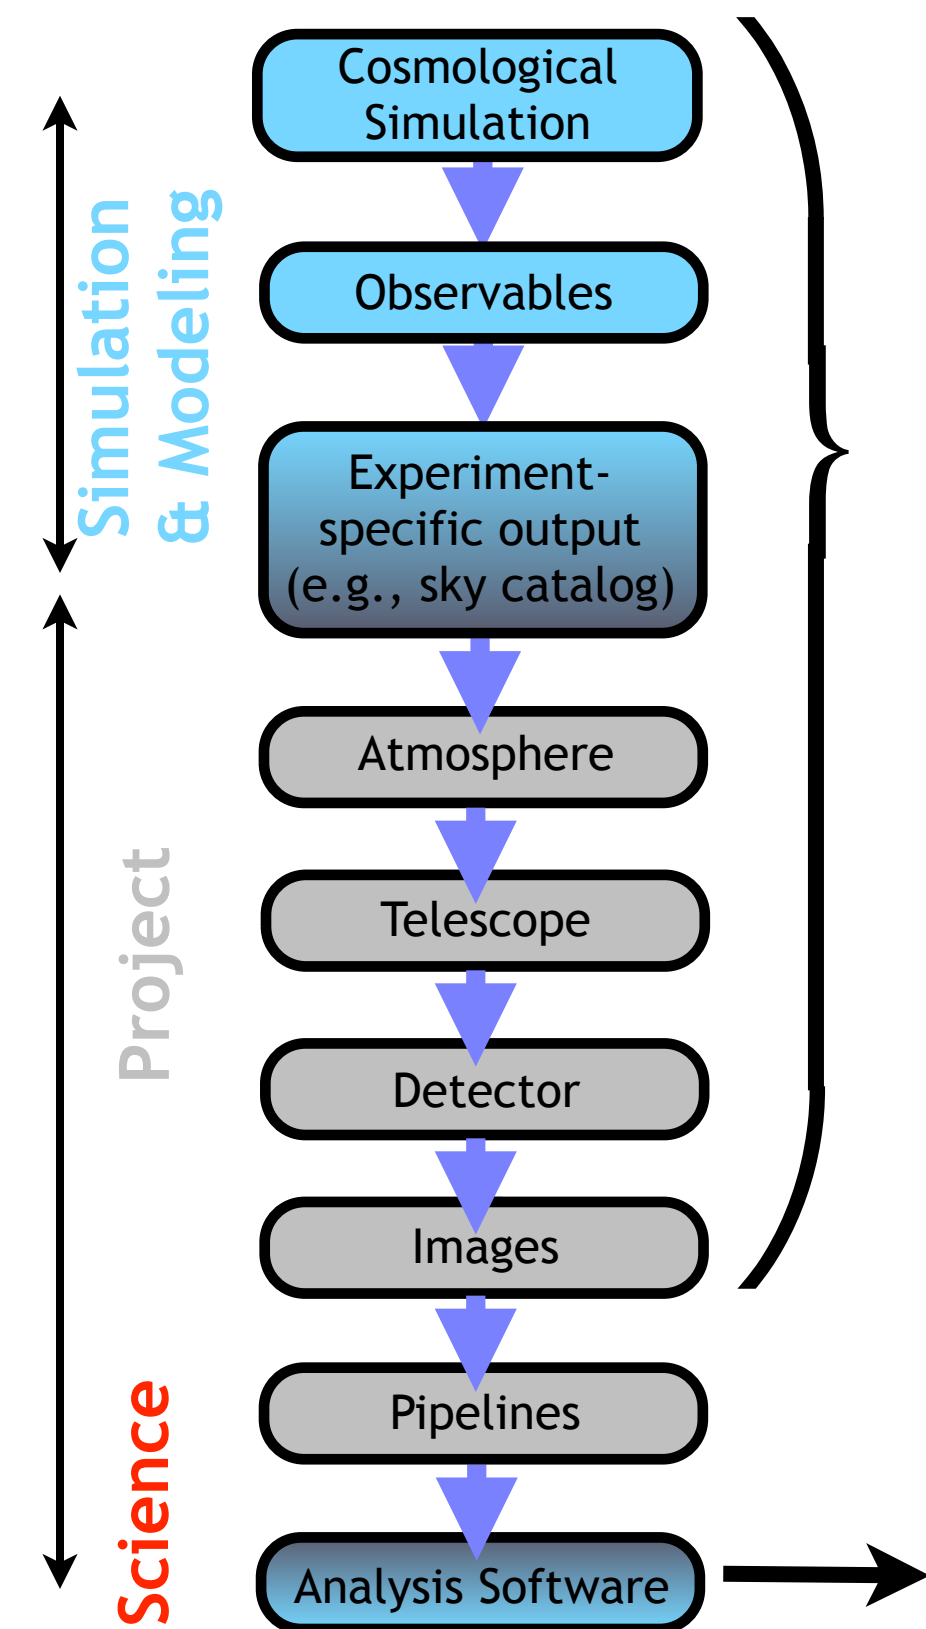 Cosmological
Simulation
Observables
Experiment-
specific output
(e.g., sky catalog)
Atmosphere
Telescope
Detector
Images
Pipelines
Analysis Software
Simulation
& Modeling
Project
Science